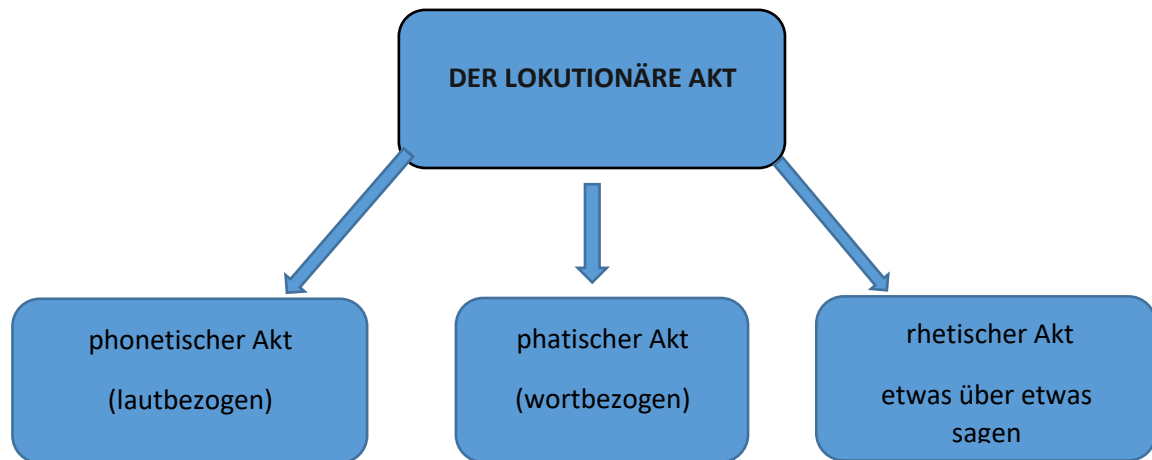 DER LOKUTIONÄRE AKT
phonetischer Akt
(lautbezogen)
phatischer Akt
(wortbezogen)
rhetischer Akt
etwas über etwas
sagen